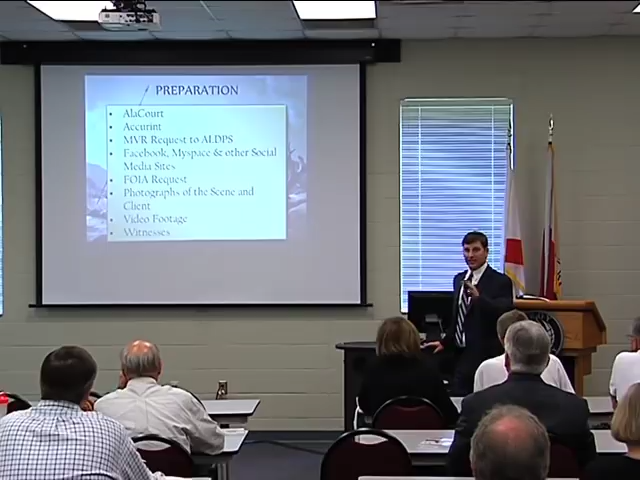 PREPARATION
• AlaCourt
• Accurint
• MVR Request to ALDPS
• Facebook, Myspace & other Social
Media Sites
• FOIA Request
• Photographs of the Scene and
Client
• Video Footage
• Witnesses